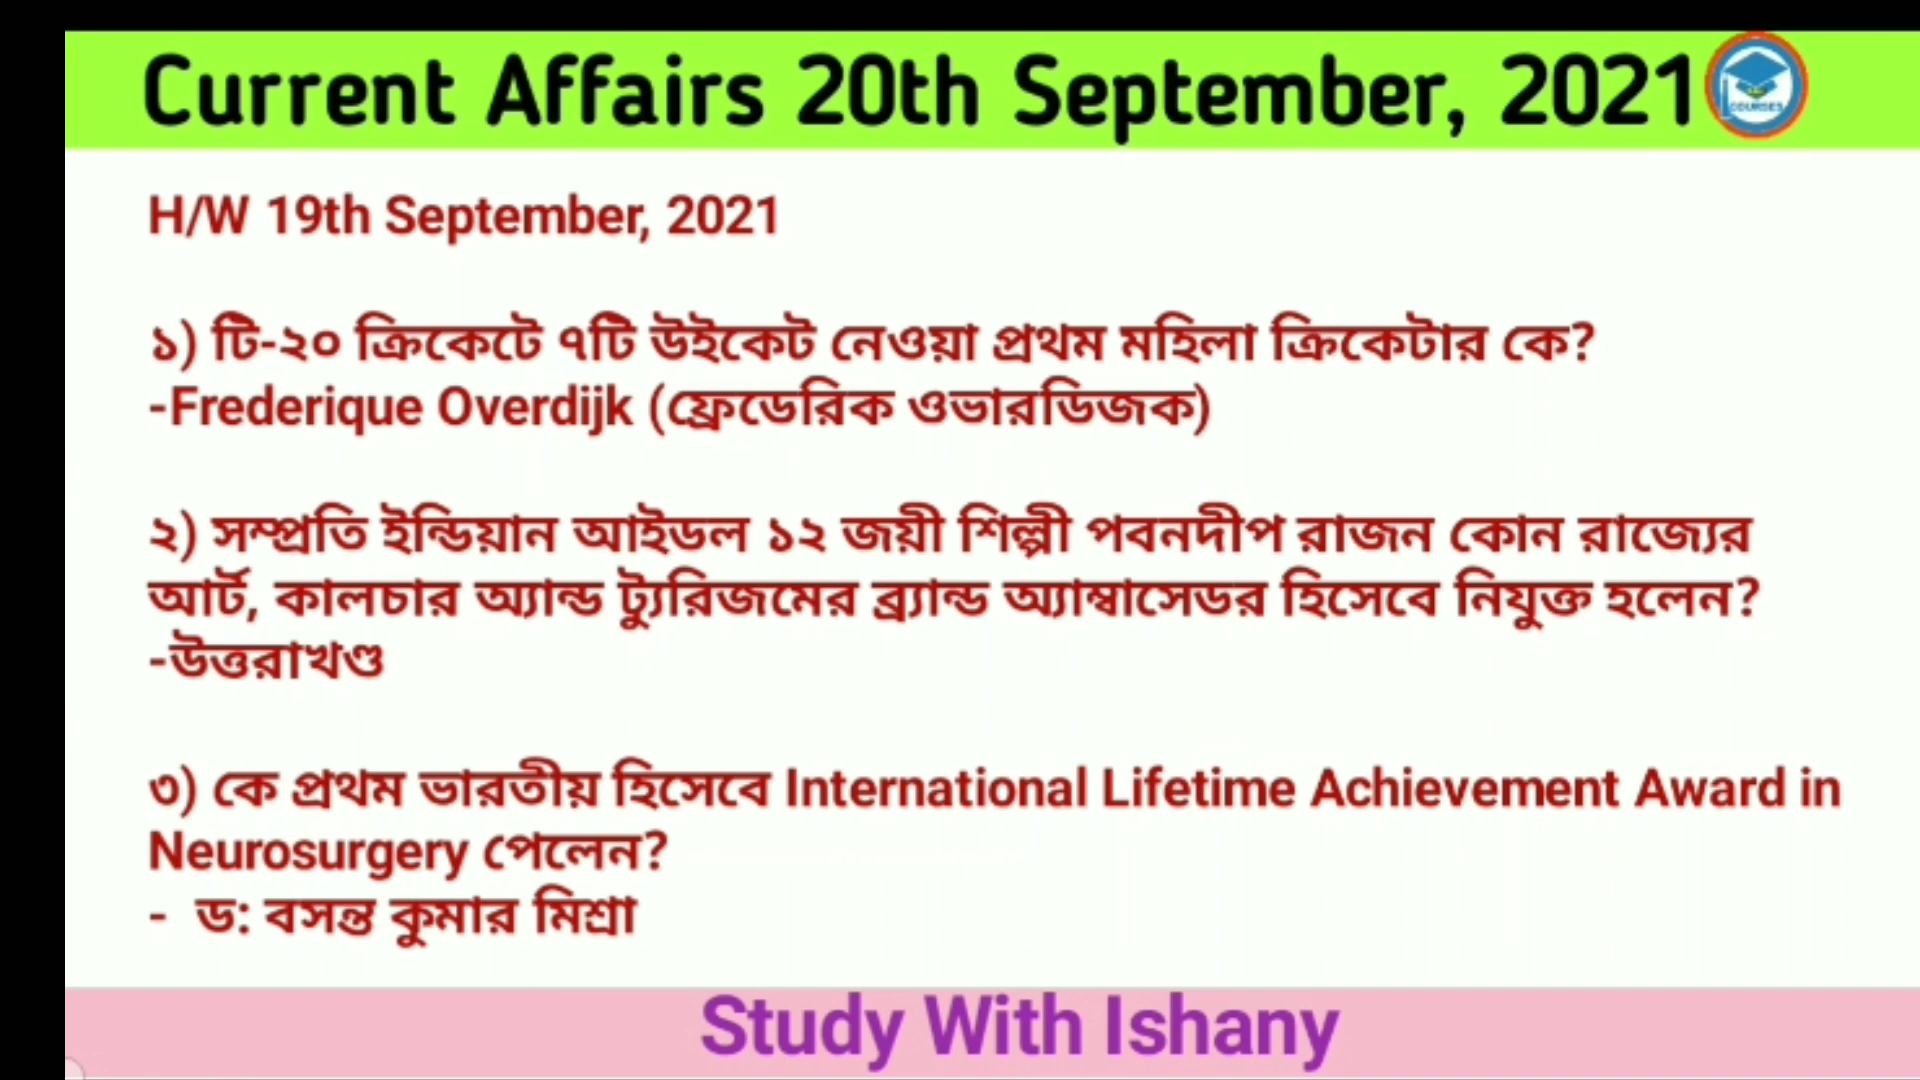 Current Affairs 20th September, 2021
COURSES
H/W 19th September, 2021
১) টি-২০ ক্রিকেটে ৭টি উইকেট নেওয়া প্রথম মহিলা ক্রিকেটার কে?
-Frederique Overdijk (ফ্রেডেরিক ওভারডিজক)
২) সম্প্রতি ইন্ডিয়ান আইডল ১২ জয়ী শিল্পী পবনদীপ রাজন কোন রাজ্যের
আর্ট, কালচার অ্যান্ড ট্যুরিজমের ব্র্যান্ড অ্যাম্বাসেডর হিসেবে নিযুক্ত হলেন?
-উত্তরাখণ্ড
৩) কে প্রথম ভারতীয় হিসেবে International Lifetime Achievement Award in
Neurosurgery পেলেন?
- ড: বসন্ত কুমার মিশ্রা
Study With Ishany